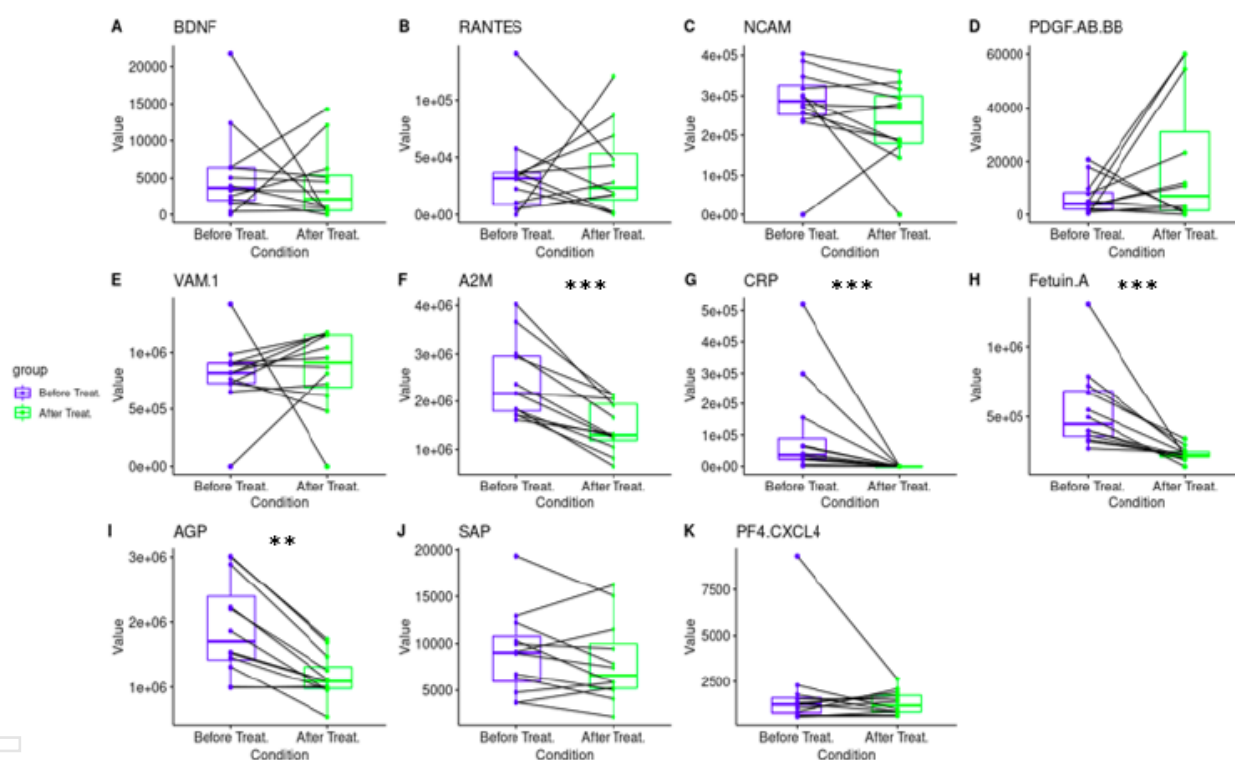 A BDNF
20000
15000
10000
5000
0
Value
Before Treat. After Treat.
Condition
B RANTES
1e+05
5e+04
0e+00
Value
Before Treat. After Treat.
Condition
C NCAM
4e+05
3e+05
2e+05
1e+05
0e+00
Value
Before Treat. After Treat.
Condition
D PDGF.AB.BB
60000
40000
20000
0
Value
Before Treat. After Treat.
Condition
group
Before Treat.
After Treat.
E VAM.1
1e+06
5e+05
0e+00
Value
Before Treat. After Treat.
Condition
F A2M ***
4e+06
3e+06
2e+06
1e+06
Value
Before Treat. After Treat.
Condition
G CRP ***
5e+05
4e+05
3e+05
2e+05
1e+05
0e+00
Value
Before Treat. After Treat.
Condition
H Fetuin.A ***
1e+06
5e+05
Value
Before Treat. After Treat.
Condition
I AGP **
3e+06
2e+06
1e+06
Value
Before Treat. After Treat.
Condition
J SAP
20000
15000
10000
5000
Value
Before Treat. After Treat.
Condition
K PF4.CXCL4
7500
5000
2500
Value
Before Treat. After Treat.
Condition